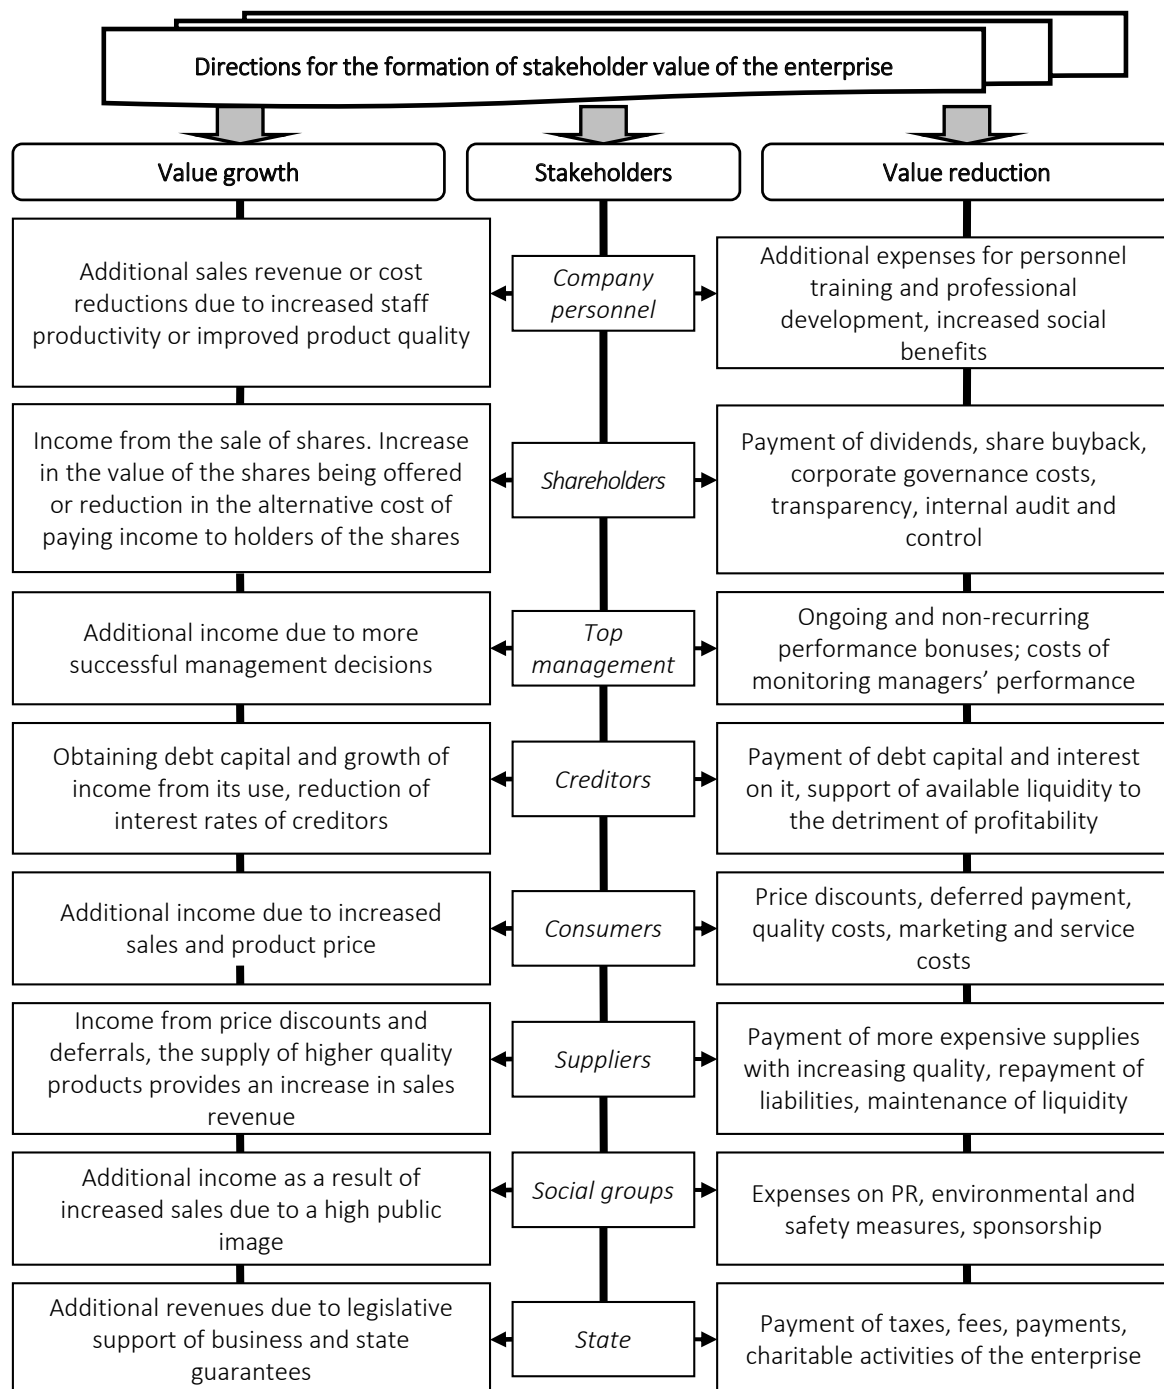 Directions for the formation of stakeholder value of the enterprise
Value growth
Stakeholders
Value reduction
Additional sales revenue or cost
reductions due to increased staff
productivity or improved product quality
Company
personnel
Additional expenses for personnel
training and professional
development, increased social
benefits
Income from the sale of shares. Increase
in the value of the shares being offered
or reduction in the alternative cost of
paying income to holders of the shares
Shareholders
Payment of dividends, share buyback,
corporate governance costs,
transparency, internal audit and
control
Additional income due to more
successful management decisions
Top
management
Ongoing and non-recurring
performance bonuses; costs of
monitoring managers’ performance
Obtaining debt capital and growth of
income from its use, reduction of
interest rates of creditors
Creditors
Payment of debt capital and interest
on it, support of available liquidity to
the detriment of profitability
Additional income due to increased
sales and product price
Consumers
Price discounts, deferred payment,
quality costs, marketing and service
costs
Income from price discounts and
deferrals, the supply of higher quality
products provides an increase in sales
revenue
Suppliers
Payment of more expensive supplies
with increasing quality, repayment of
liabilities, maintenance of liquidity
Additional income as a result of
increased sales due to a high public
image
Social groups
Expenses on PR, environmental and
safety measures, sponsorship
Additional revenues due to legislative
support of business and state
guarantees
State
Payment of taxes, fees, payments,
charitable activities of the enterprise